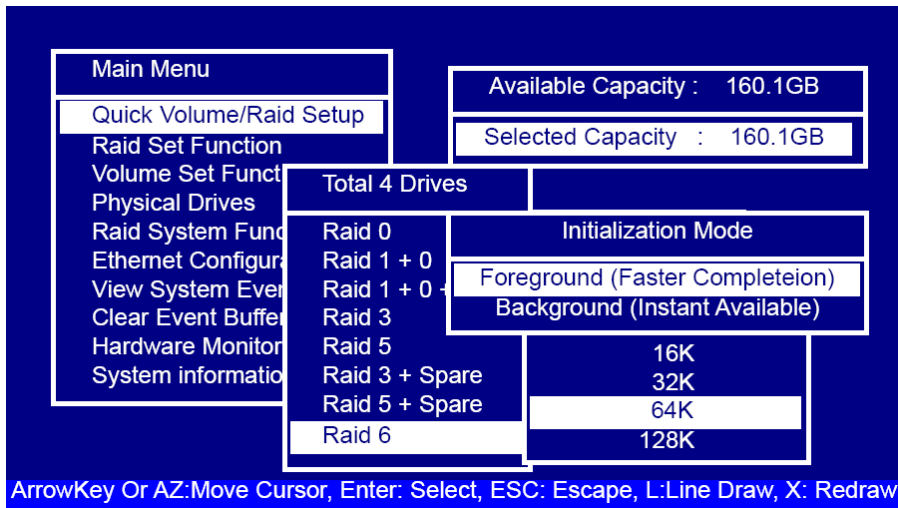 Main Menu
Quick Volume/Raid Setup
Raid Set Function
Volume Set Funct
Physical Drives
Raid System Func
Ethernet Configura
View System Ever
Clear Event Buffer
Hardware Monitor
System informatio
Available Capacity : 160.1GB
Selected Capacity : 160.1GB
Total 4 Drives
Raid 0
Raid 1 + 0
Raid 1 + 0 +
Raid 3
Raid 5
Raid 3 + Spare
Raid 5 + Spare
Raid 6
Initialization Mode
Foreground (Faster Completeion)
Background (Instant Available)
16K
32K
64K
128K
ArrowKey Or AZ:Move Cursor, Enter: Select, ESC: Escape, L:Line Draw, X: Redraw